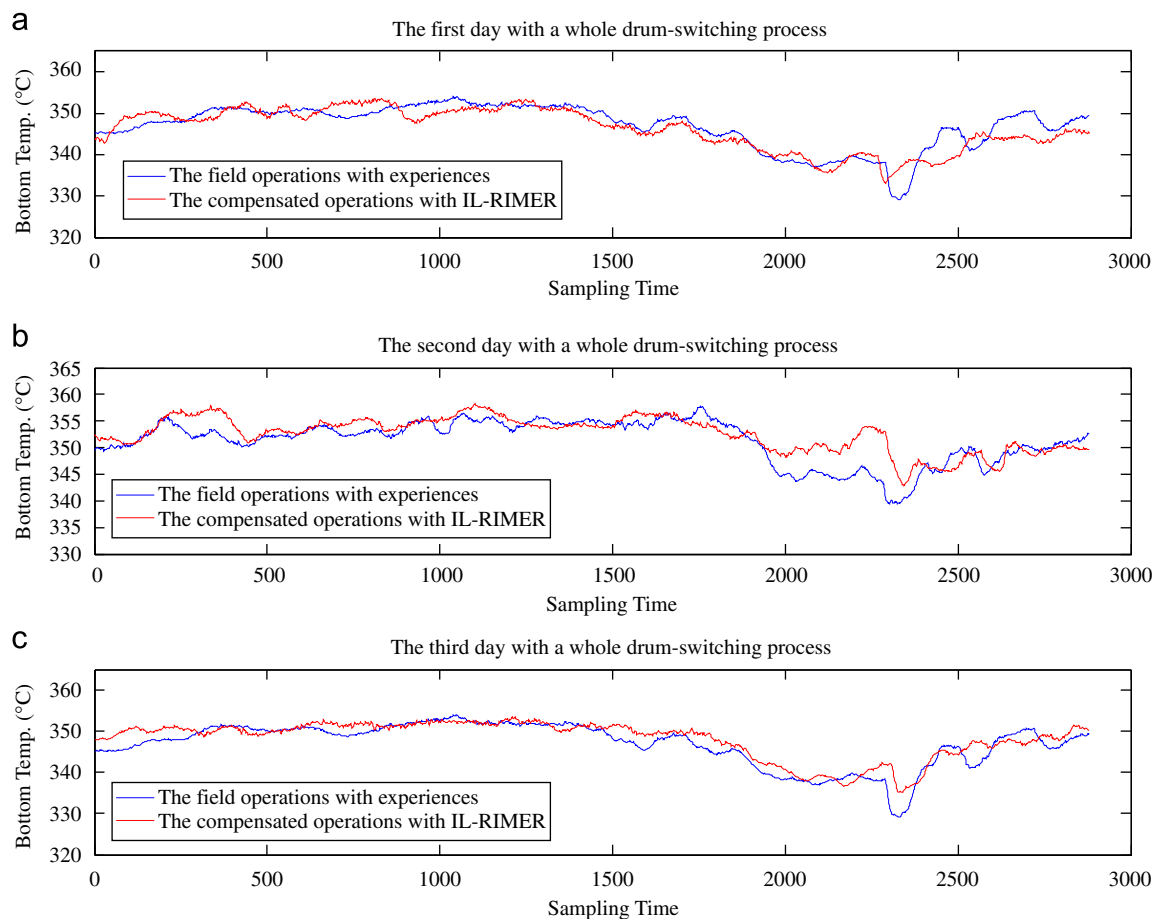 a
The first day with a whole drum-switching process
Bottom Temp. (°C)
360
350
340
330
320
The field operations with experiences
The compensated operations with IL-RIMER
0 500 1000 1500 2000 2500 3000
Sampling Time
b
The second day with a whole drum-switching process
Bottom Temp. (°C)
365
360
355
350
345
340
335
330
The field operations with experiences
The compensated operations with IL-RIMER
0 500 1000 1500 2000 2500 3000
Sampling Time
c
The third day with a whole drum-switching process
Bottom Temp. (°C)
360
350
340
330
320
The field operations with experiences
The compensated operations with IL-RIMER
0 500 1000 1500 2000 2500 3000
Sampling Time